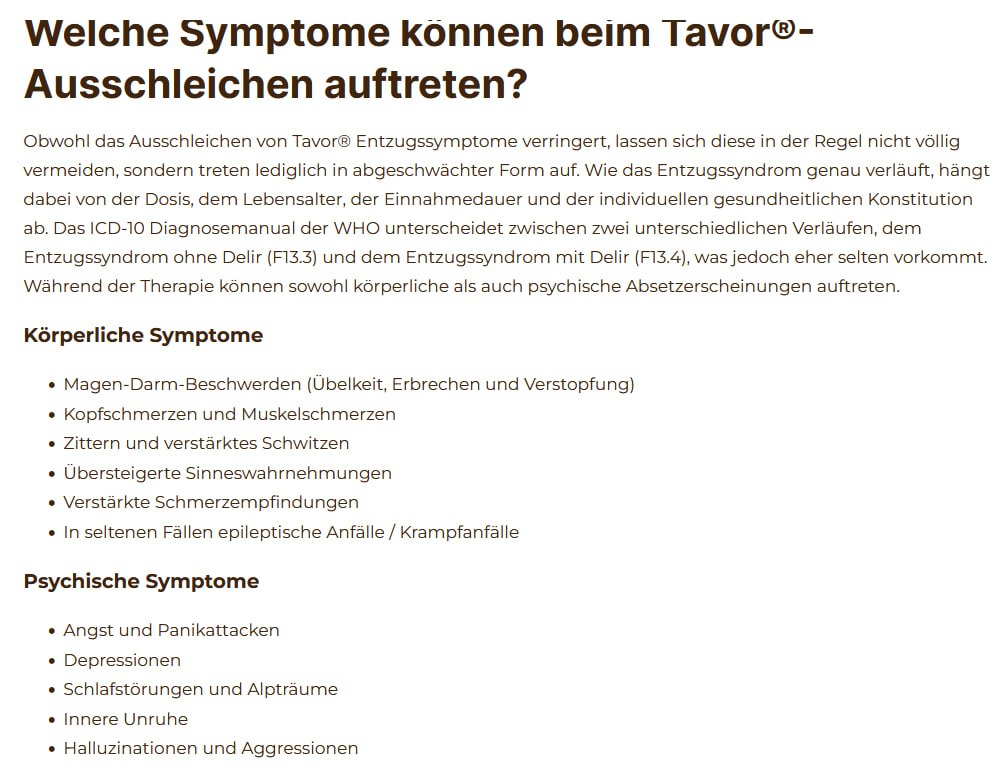 Welche Symptome können beim Tavor®-
Ausschleichen auftreten?
Obwohl das Ausschleichen von Tavor® Entzugssymptome verringert, lassen sich diese in der Regel nicht völlig
vermeiden, sondern treten lediglich in abgeschwächter Form auf. Wie das Entzugssyndrom genau verläuft, hängt
dabei von der Dosis, dem Lebensalter, der Einnahmedauer und der individuellen gesundheitlichen Konstitution
ab. Das ICD-10 Diagnosemanual der WHO unterscheidet zwischen zwei unterschiedlichen Verläufen, dem
Entzugssyndrom ohne Delir (F13.3) und dem Entzugssyndrom mit Delir (F13.4), was jedoch eher selten vorkommt.
Während der Therapie können sowohl körperliche als auch psychische Absetzerscheinungen auftreten.
Körperliche Symptome
• Magen-Darm-Beschwerden (Übelkeit, Erbrechen und Verstopfung)
• Kopfschmerzen und Muskelschmerzen
• Zittern und verstärktes Schwitzen
• Übersteigerte Sinneswahrnehmungen
• Verstärkte Schmerzempfindungen
• In seltenen Fällen epileptische Anfälle / Krampfanfälle
Psychische Symptome
• Angst und Panikattacken
• Depressionen
• Schlafstörungen und Alpträume
• Innere Unruhe
• Halluzinationen und Aggressionen